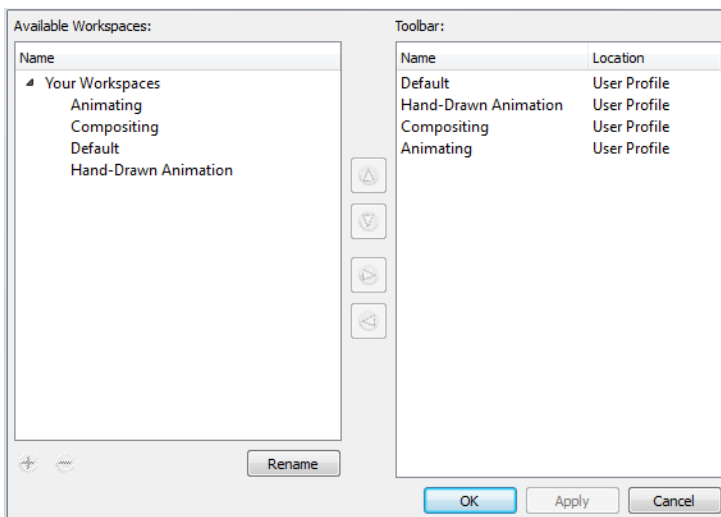 Available Workspaces:
Name
Your Workspaces
Animating
Compositing
Default
Hand-Drawn Animation
Rename
Toolbar:
Name Location
Default User Profile
Hand-Drawn Animation User Profile
Compositing User Profile
Animating User Profile
OK Apply Cancel